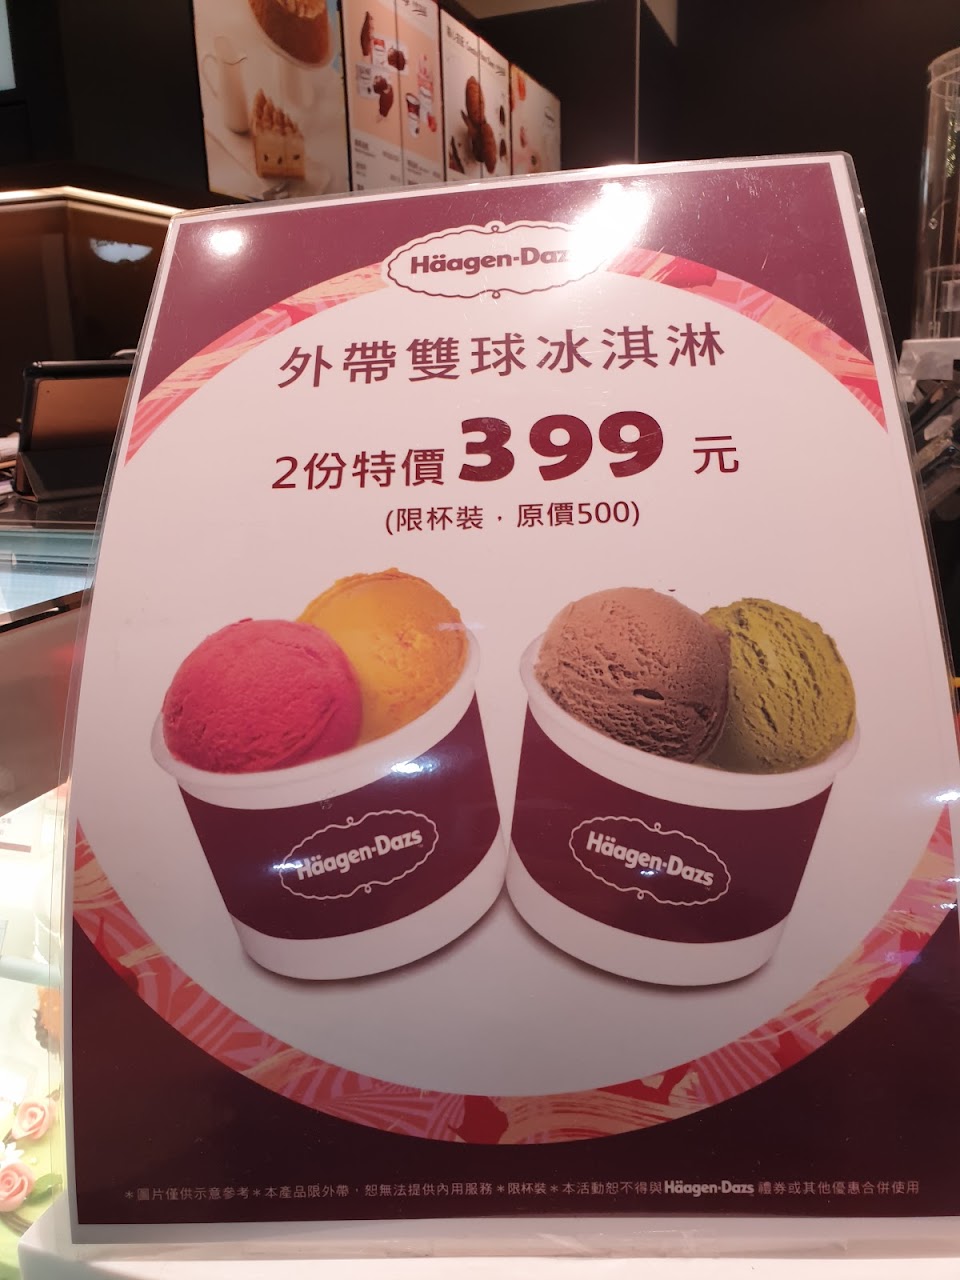 Häagen-Daz
外帶雙球冰淇淋
2份特價399元
(限杯裝，原價500)
Häagen-Dazs
Häagen-Dazs
＊圖片僅供示意參考＊本產品限外帶，恕無法提供內用服務＊限杯裝＊本活動恕不得與Häagen-Dazs禮券或其他優惠合併使用